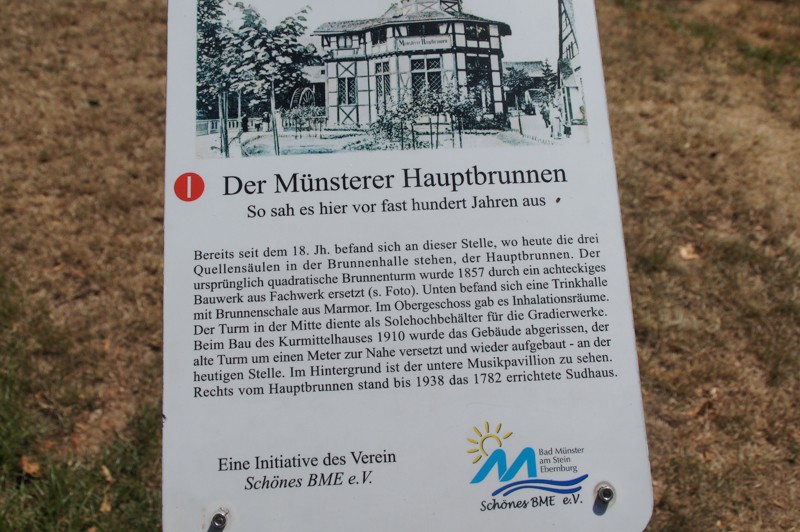 Münsterer Hauptbrunnen
Der Münsterer Hauptbrunnen
So sah es hier vor fast hundert Jahren aus
Bereits seit dem 18. Jh. befand sich an dieser Stelle, wo heute die drei
Quellensäulen in der Brunnenhalle stehen, der Hauptbrunnen. Der
ursprünglich quadratische Brunnenturm wurde 1857 durch ein achteckiges
Bauwerk aus Fachwerk ersetzt (s. Foto). Unten befand sich eine Trinkhalle
mit Brunnenschale aus Marmor. Im Obergeschoss gab es Inhalationsräume.
Der Turm in der Mitte diente als Solehochbehälter für die Gradierwerke.
Beim Bau des Kurmittelhauses 1910 wurde das Gebäude abgerissen, der
alte Turm um einen Meter zur Nahe versetzt und wieder aufgebaut - an der
heutigen Stelle. Im Hintergrund ist der untere Musikpavillion zu sehen.
Rechts vom Hauptbrunnen stand bis 1938 das 1782 errichtete Sudhaus.
Eine Initiative des Verein
Schönes BME e.V.
Bad Münster
am Stein
Ebernburg
Schönes BME e.V.